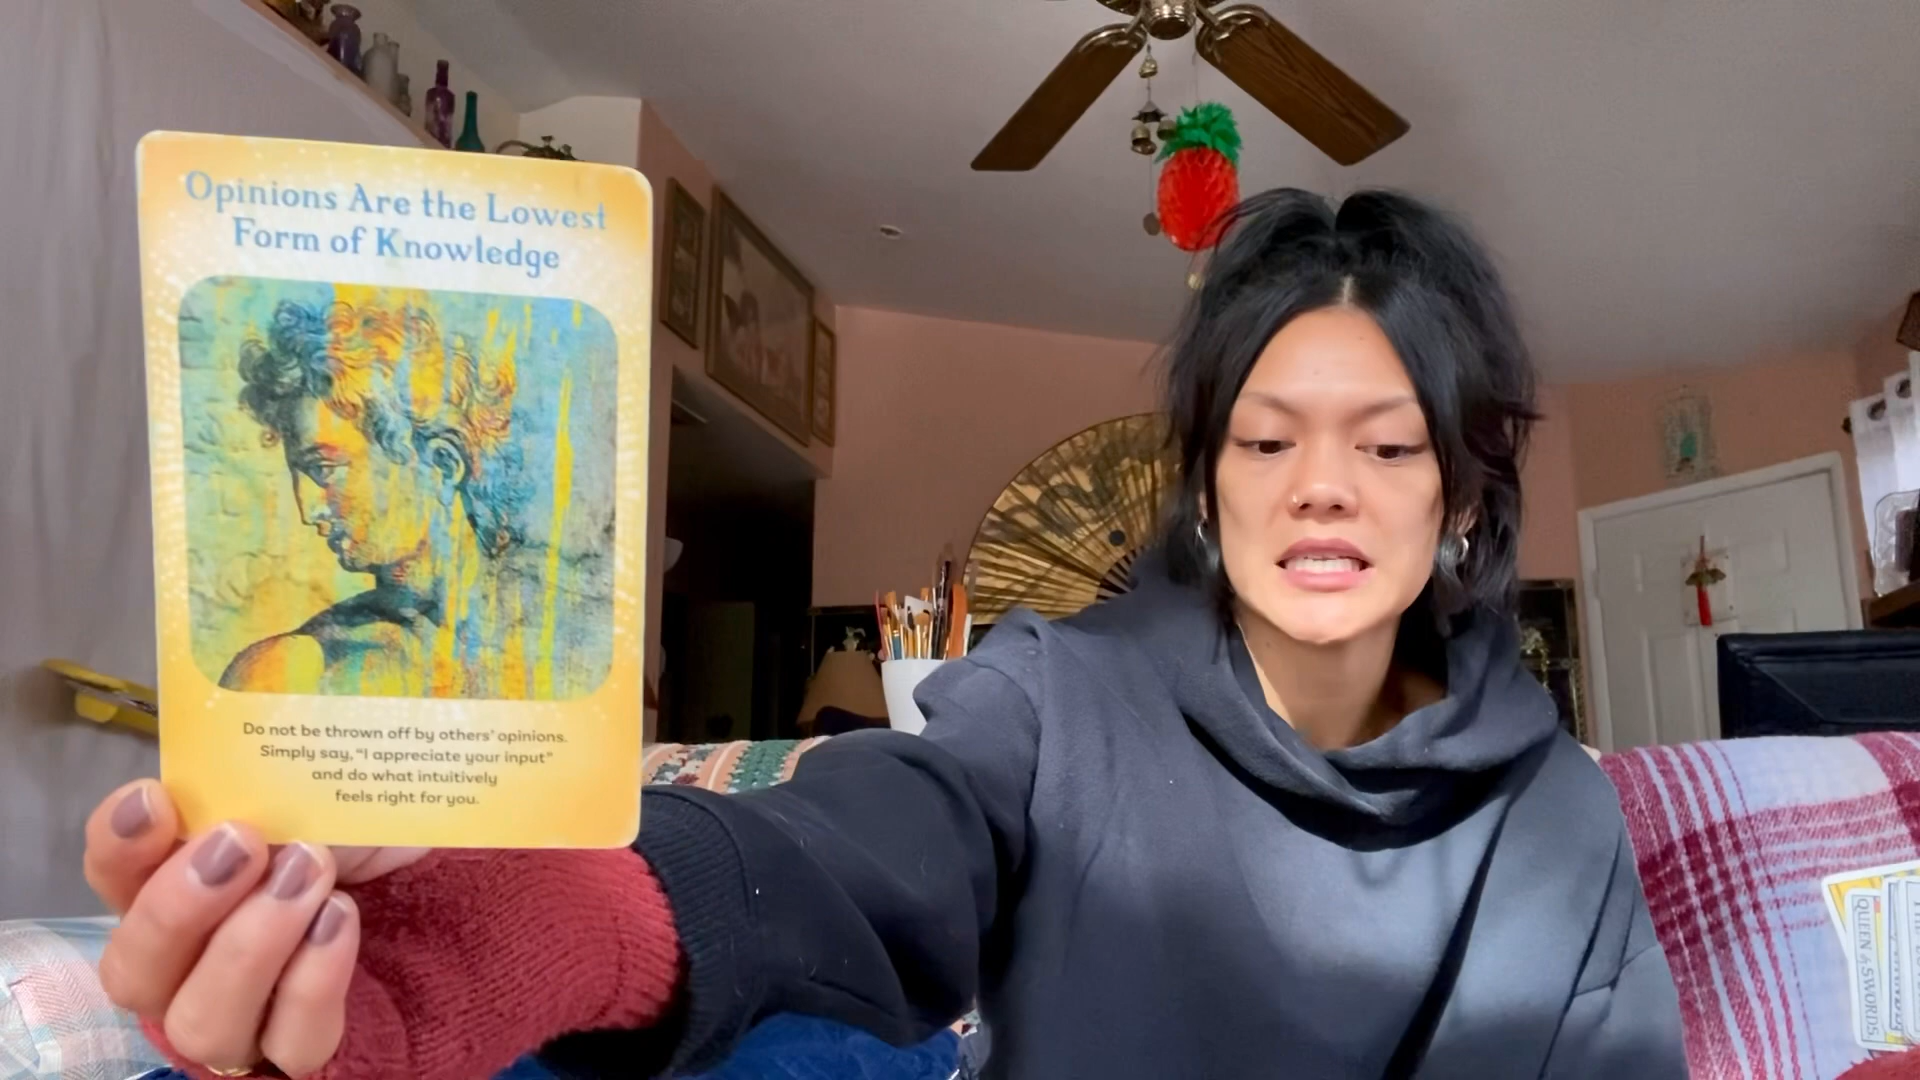 Opinions Are the Lowest
Form of Knowledge
Do not be thrown off by others' opinions.
Simply say, "I appreciate your input"
and do what intuitively
feels right for you.
QUEEN of SWORDS